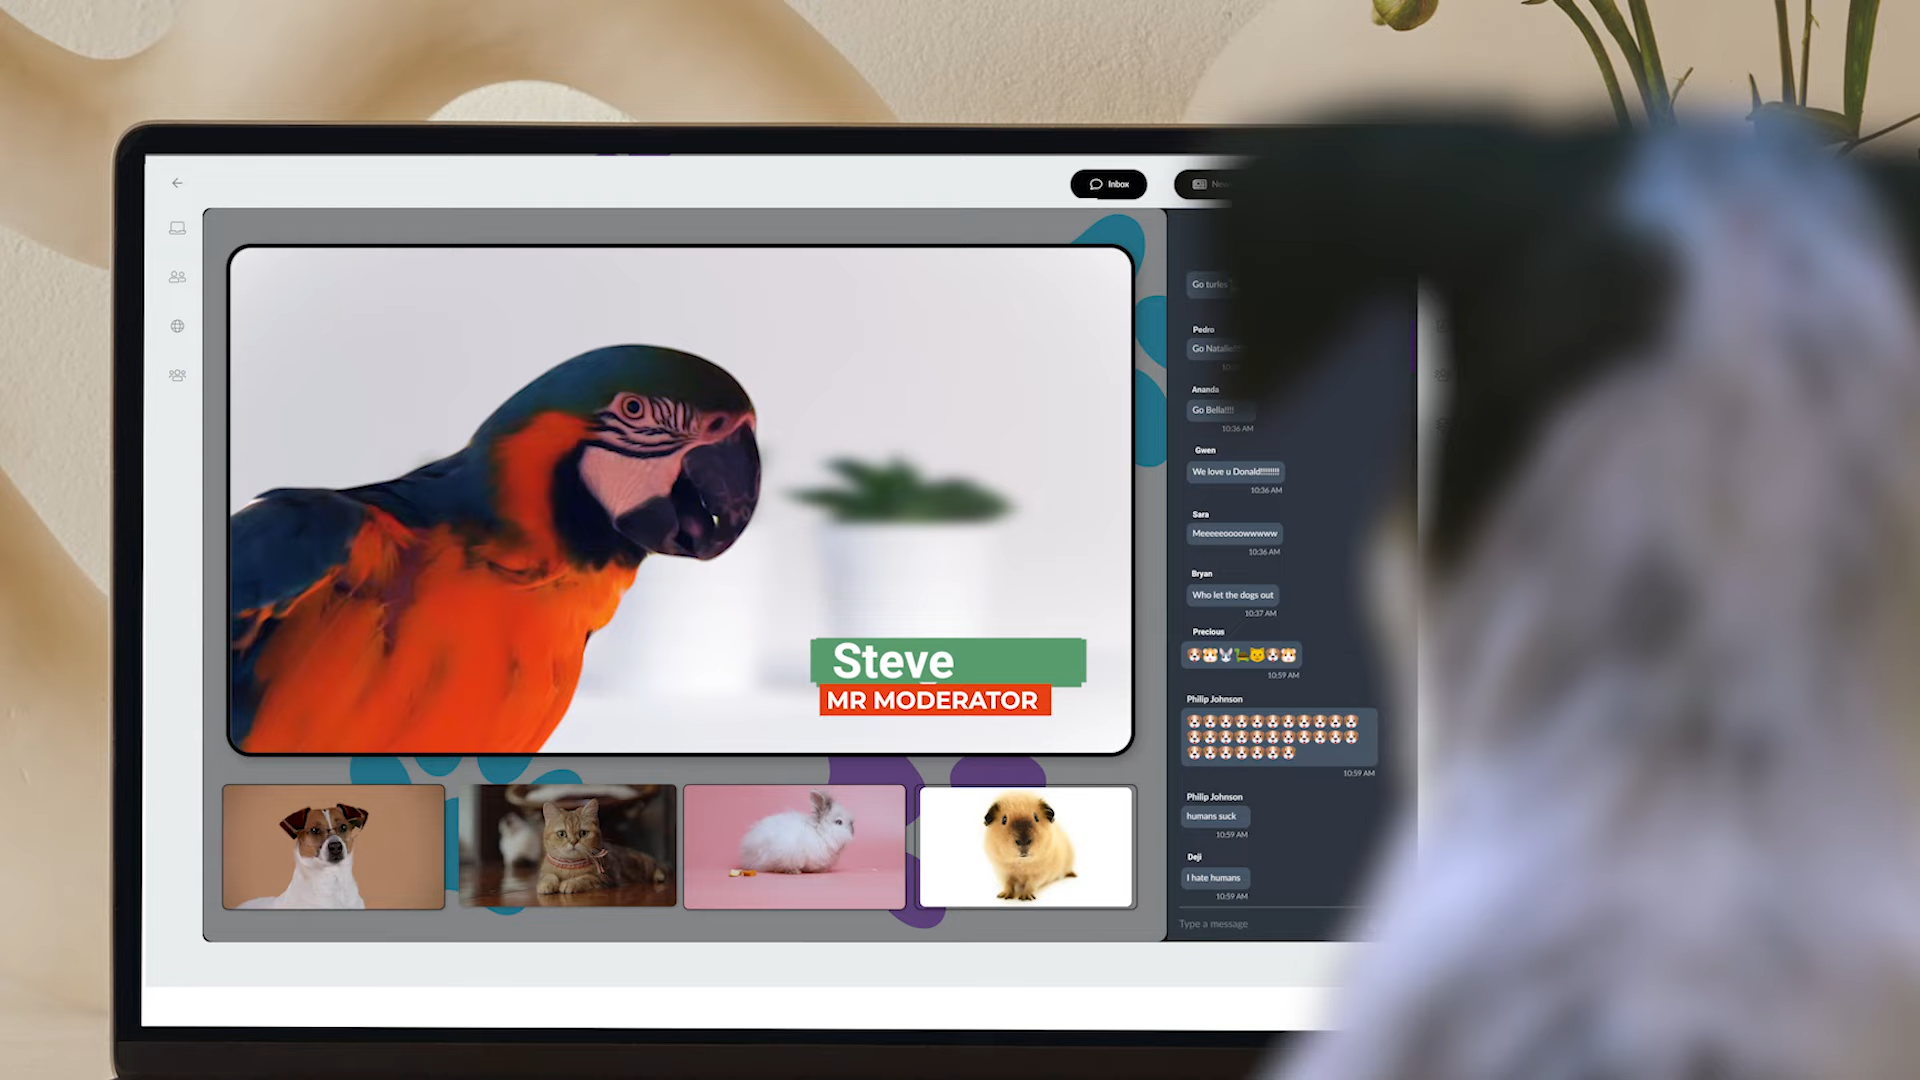 Inbox
Go turles
Pedro
Go Natalie!!
Ananda
Go Bella!!!!
10:36 AM
Gwen
We love u Donald!!!!!!!!
10:36 AM
Sara
Meeeeeoooowwwww
10:36 AM
Bryan
Who let the dogs out
10:37 AM
Precious
10:59 AM
Philip Johnson
10:59 AM
Philip Johnson
humans suck
10:59 AM
Deji
I hate humans
10:59 AM
Type a message
Steve
MR MODERATOR